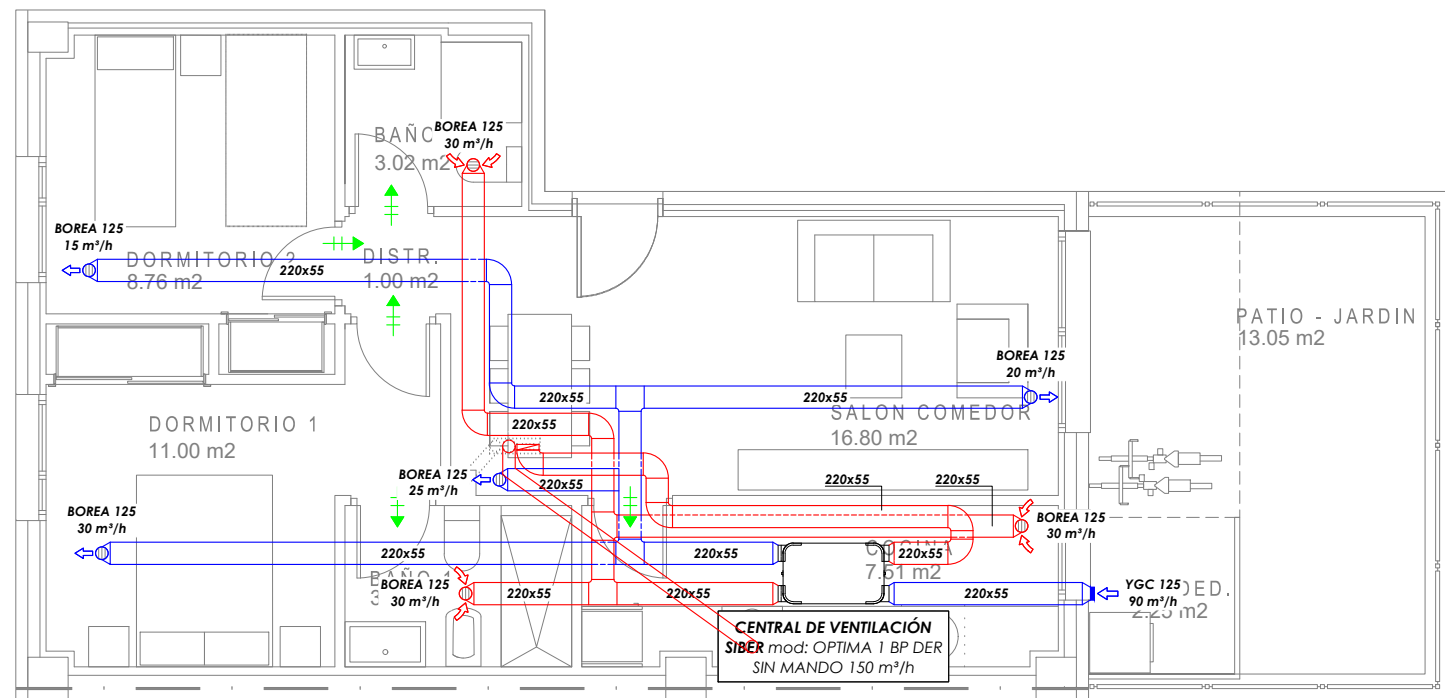 BAÑO
3.02 m2
BOREA 125
30 m³/h
BOREA 125
15 m³/h
DORMITORIO 2
8.76 m2
220x55
DISTR.
1.00 m2
PATIO - JARDIN
13.05 m2
BOREA 125
20 m³/h
220x55
220x55
220x55
SALON COMEDOR
16.80 m2
DORMITORIO 1
11.00 m2
BOREA 125
25 m³/h
220x55
220x55
220x55
BOREA 125
30 m³/h
BOREA 125
30 m³/h
220x55
220x55
220x55
COCINA
7.61 m2
BAÑO 1
BOREA 125
30 m³/h
220x55
220x55
220x55
YGC 125
90 m³/h
2.25 m2
CENTRAL DE VENTILACIÓN
SIBER mod: OPTIMA 1 BP DER
SIN MANDO 150 m³/h